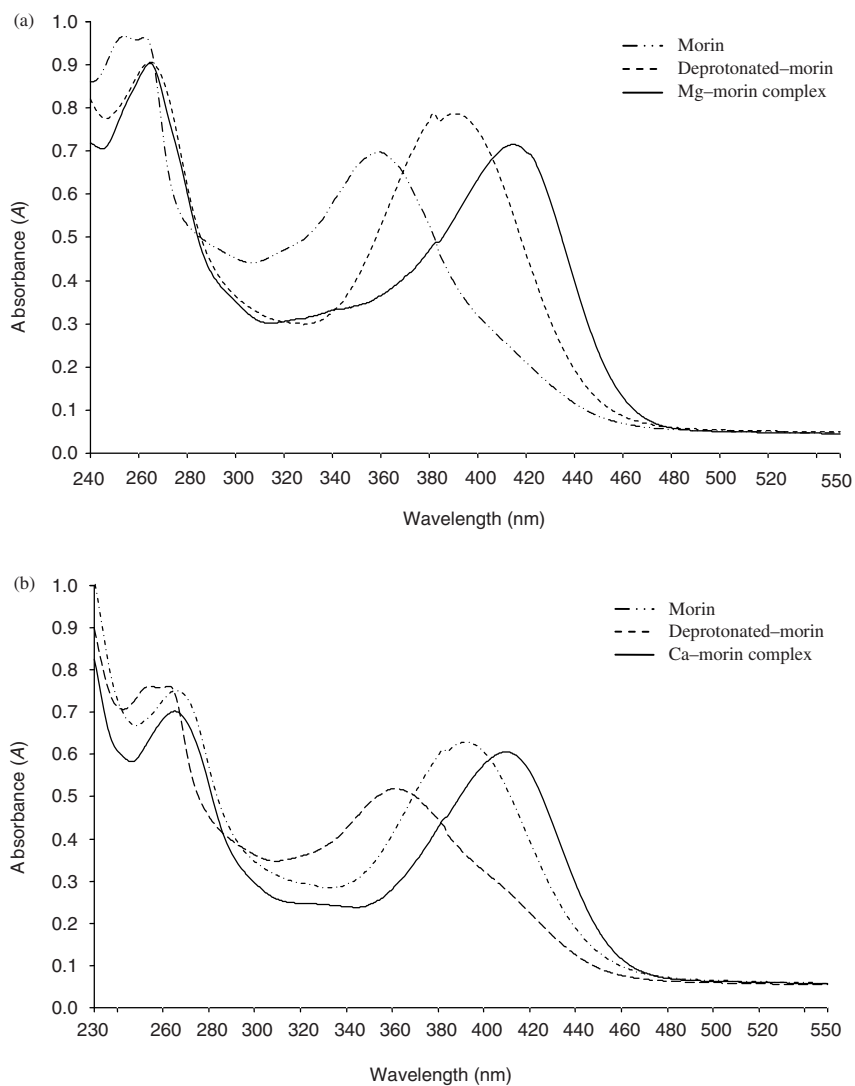 (a)
1.0
0.9
0.8
0.7
0.6
0.5
0.4
0.3
0.2
0.1
0.0
Absorbance (A)
Morin
Deprotonated–morin
Mg–morin complex
240 260 280 300 320 340 360 380 400 420 440 460 480 500 520 550
Wavelength (nm)
(b)
1.0
0.9
0.8
0.7
0.6
0.5
0.4
0.3
0.2
0.1
0.0
Absorbance (A)
Morin
Deprotonated–morin
Ca–morin complex
230 260 280 300 320 340 360 380 400 420 440 460 480 500 520 550
Wavelength (nm)